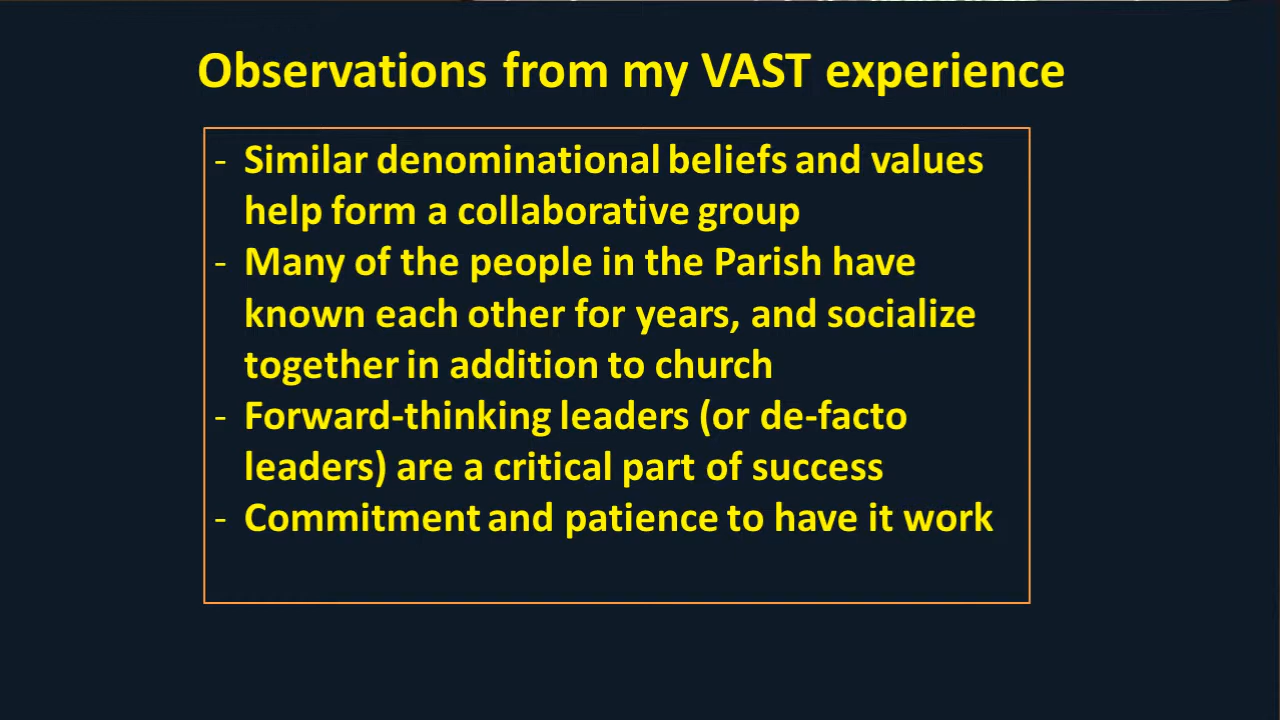 Observations from my VAST experience
- Similar denominational beliefs and values
help form a collaborative group
- Many of the people in the Parish have
known each other for years, and socialize
together in addition to church
- Forward-thinking leaders (or de-facto
leaders) are a critical part of success
- Commitment and patience to have it work